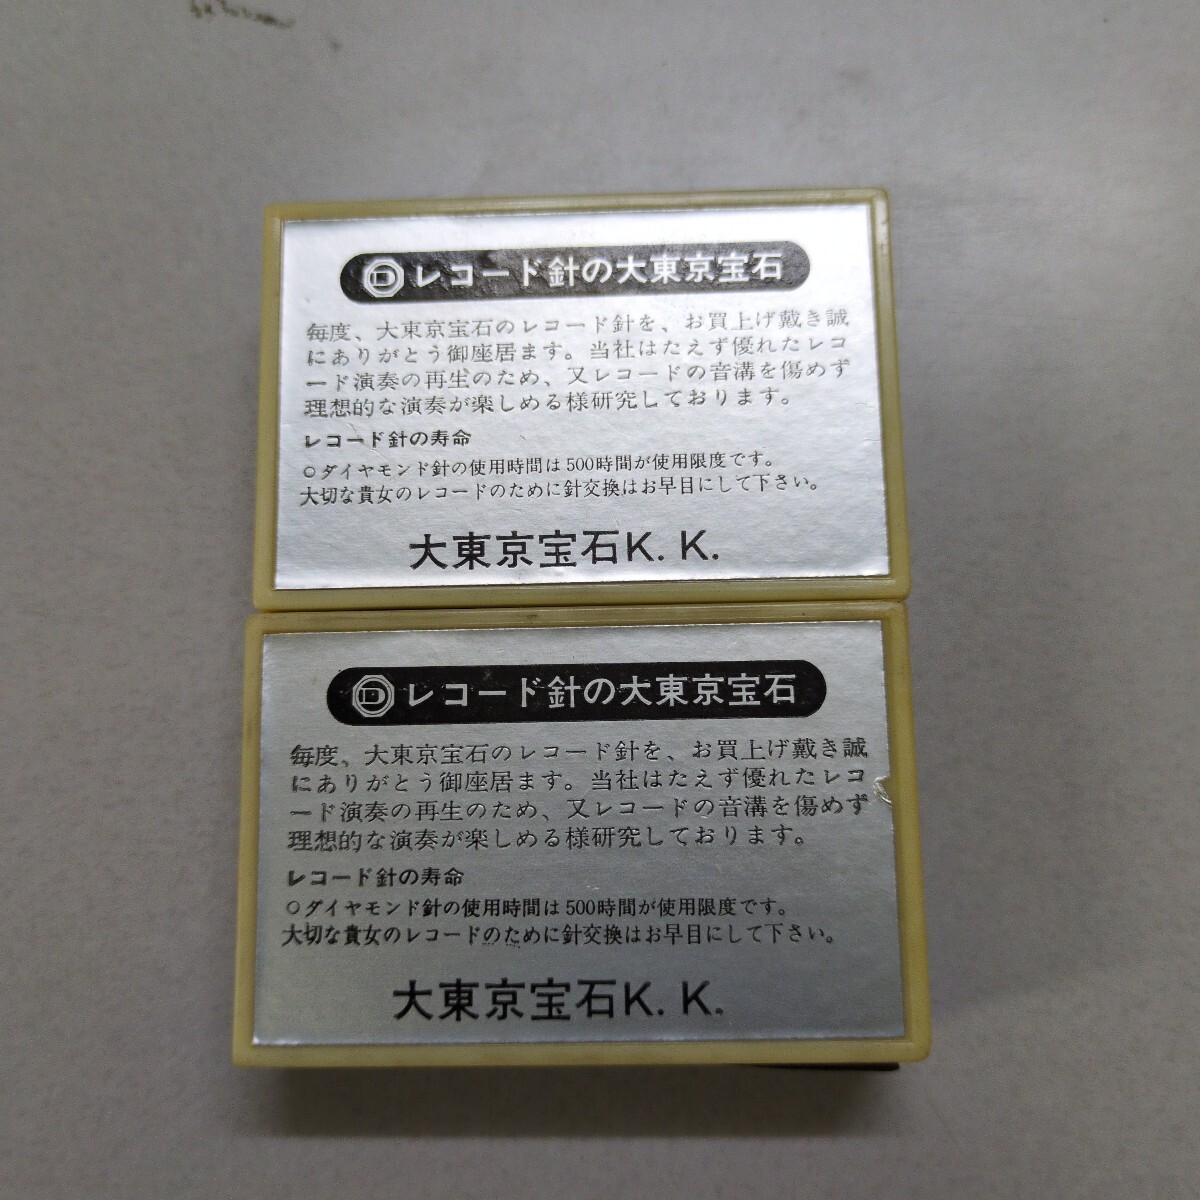 D レコード針の大東京宝石
毎度、大東京宝石のレコード針を、お買上げ戴き誠
にありがとう御座居ます。当社はたえず優れたレコ
ード演奏の再生のため、又レコードの音溝を傷めず
理想的な演奏が楽しめる様研究しております。
レコード針の寿命
○ダイヤモンド針の使用時間は500時間が使用限度です。
大切な貴女のレコードのために針交換はお早目にして下さい。
大東京宝石K.K.
D レコード針の大東京宝石
毎度、大東京宝石のレコード針を、お買上げ戴き誠
にありがとう御座居ます。当社はたえず優れたレコ
ード演奏の再生のため、又レコードの音溝を傷めず
理想的な演奏が楽しめる様研究しております。
レコード針の寿命
○ダイヤモンド針の使用時間は500時間が使用限度です。
大切な貴女のレコードのために針交換はお早目にして下さい。
大東京宝石K.K.